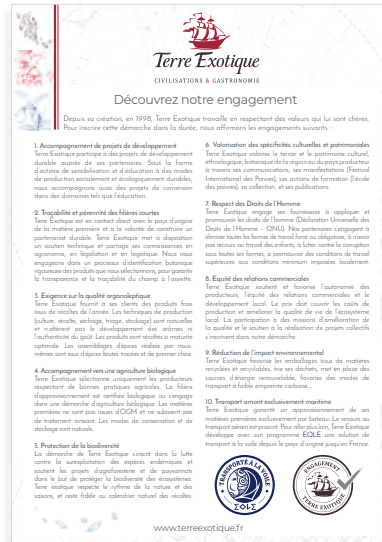 Terre Exotique
CIVILISATIONS & GASTRONOMIE
Découvrez notre engagement
Depuis sa création, en 1998, Terre Exotique travaille en respectant des valeurs qui lui sont chères.
Pour inscrire cette démarche dans la durée, nous affirmons les engagements suivants :
1. Accompagnement de projets de développement
Terre Exotique participe à des projets de développement
durable auprès de ses partenaires. Sous la forme
d'actions de sensibilisation et d'éducation à des modes
de production socialement et écologiquement durables,
nous accompagnons aussi des projets de conversion
dans des domaines tels que l'éducation.
2. Traçabilité et pérennité des filières courtes
Terre Exotique est en contact direct avec le pays d'origine
de la matière première et a la volonté de construire un
partenariat durable. Terre Exotique met à disposition
un soutien technique et partage ses connaissances en
agronomie, en législation et en logistique. Nous nous
engageons dans un processus d'identification botanique
rigoureuse des produits que nous sélectionnons, pour garantir
la transparence et la traçabilité du champ à l'assiette.
3. Exigence sur la qualité organoleptique
Terre Exotique fournit à ses clients des produits frais
issus de récoltes de l'année. Les techniques de production
(culture, récolte, séchage, triage, stockage) sont naturelles
et n'altèrent pas le développement des arômes ni
l'authenticité du goût. Les produits sont récoltés à maturité
optimale. Les assemblages d'épices réalisés par nous-
mêmes sont issus d'épices brutes tracées et de premier choix.
4. Accompagnement vers une agriculture biologique
Terre Exotique sélectionne uniquement les producteurs
respectant de bonnes pratiques agricoles. La filière
d'approvisionnement est certifiée biologique ou s'engage
dans une démarche d'agriculture biologique. Les matières
premières ne sont pas issues d'OGM et ne subissent pas
de traitement ionisant. Les modes de conservation et de
stockage sont naturels.
5. Protection de la biodiversité
La démarche de Terre Exotique s'inscrit dans la lutte
contre la surexploitation des espèces endémiques et
soutient les projets d'agroforesterie et de paysannats
dans le but de protéger la biodiversité des écosystèmes.
Terre exotique respecte le rythme de la nature et des
saisons, et reste fidèle au calendrier naturel des récoltes.
6. Valorisation des spécificités culturelles et patrimoniales
Terre Exotique valorise le terroir et le patrimoine culturel,
ethnologique, botanique de la région ou du pays producteur
à travers ses communications, ses manifestations (Festival
International des Poivres), ses actions de formation (l'école
des poivres), sa collection, et ses publications.
7. Respect des Droits de l'Homme
Terre Exotique engage ses fournisseurs à appliquer et
promouvoir les droits de l'Homme (Déclaration Universelle des
Droits de l'Homme - ONU). Nos partenaires s'engagent à
éliminer toutes les formes de travail forcé ou obligatoire, à n'avoir
pas recours au travail des enfants, à lutter contre la corruption
sous toutes ses formes, à promouvoir des conditions de travail
supérieures aux conditions minimum imposées localement.
8. Equité des relations commerciales
Terre Exotique soutient et favorise l'autonomie des
producteurs, l'équité des relations commerciales et le
développement local. Le prix doit couvrir les coûts de
production et améliorer la qualité de vie de l'écosystème
local. La participation à des missions d'amélioration de
la qualité et le soutien à la réalisation de projets collectifs
s'inscrivent dans notre démarche.
9. Réduction de l'impact environnemental
Terre Exotique favorise les emballages issus de matières
recyclées et recyclables, trie ses déchets, met en place des
sources d'énergie renouvelable, favorise des modes de
transport à faible empreinte carbone...
10. Transport amont exclusivement maritime
Terre Exotique garantit un approvisionnement de ses
matières premières exclusivement par bateau. Le recours au
transport aérien est proscrit. Pour aller plus loin, Terre Exotique
développe avec son programme EOLE une solution de
transport à la voile depuis le pays d'origine jusqu'en France.
TRANSPORTÉ À LA VOILE
EOLE
ENGAGEMENT
TERRE EXOTIQUE
www.terreexotique.fr